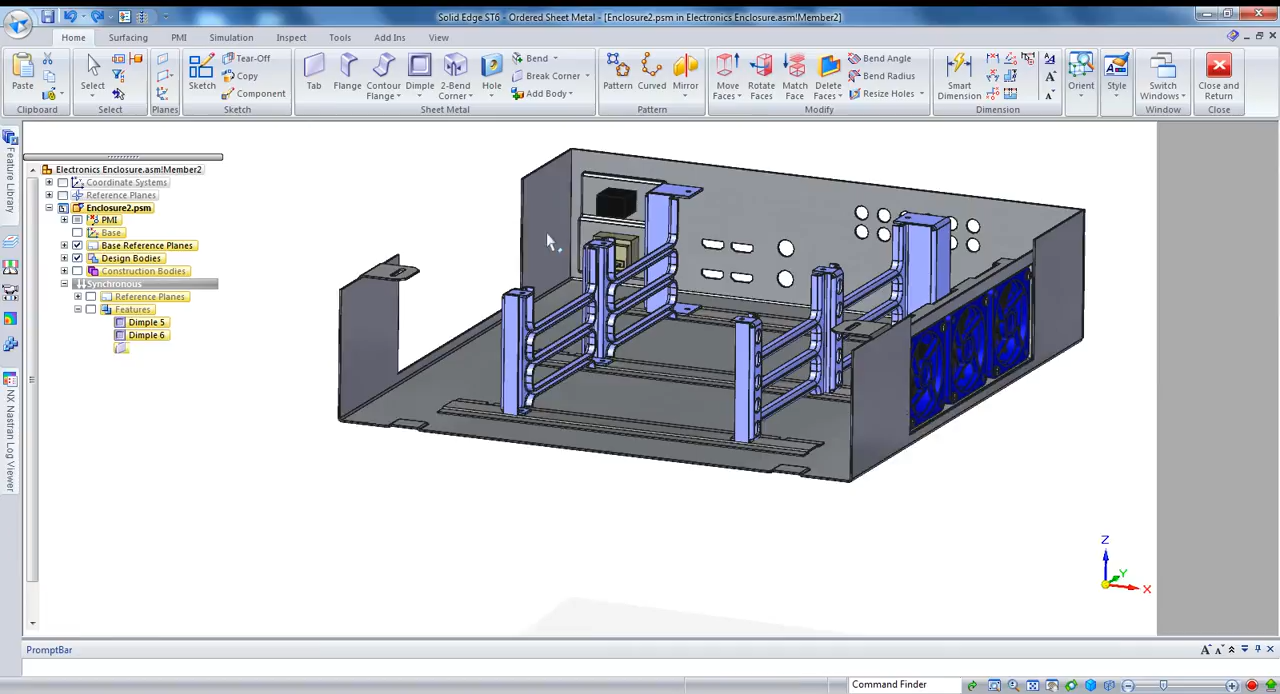 Solid Edge ST6 - Ordered Sheet Metal - [Enclosure2.psm in Electronics Enclosure.asm!Member2]
Home Surfacing PMI Simulation Inspect Tools Add Ins View
Paste
Clipboard
Select
Select
Planes
Sketch
Tear-Off
Copy
Component
Sketch
Tab
Flange
Contour Flange
Dimple
2-Bend Corner
Hole
Bend
Break Corner
Add Body
Sheet Metal
Pattern
Curved
Mirror
Pattern
Move Faces
Rotate Faces
Match Face
Delete Faces
Bend Angle
Bend Radius
Resize Holes
Modify
Smart Dimension
Dimension
Orient
Style
Switch Windows
Window
Close and Return
Close
Feature Library
NX Nastran Log Viewer
Electronics Enclosure.asm!Member2
Coordinate Systems
Reference Planes
Enclosure2.psm
PMI
Base
Base Reference Planes
Design Bodies
Construction Bodies
Synchronous
Reference Planes
Features
Dimple 5
Dimple 6
Z
Y
X
PromptBar
Command Finder